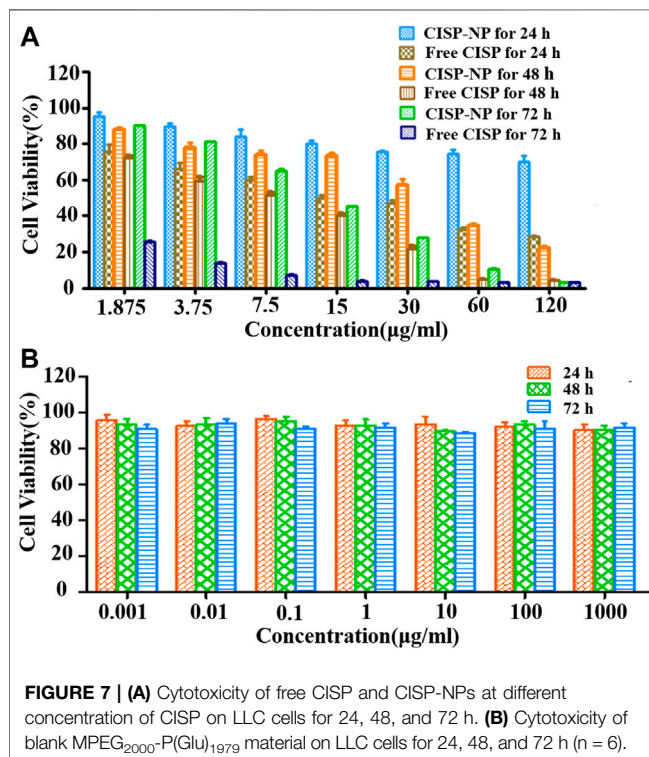 A
CISP-NP for 24 h
Free CISP for 24 h
CISP-NP for 48 h
Free CISP for 48 h
CISP-NP for 72 h
Free CISP for 72 h
Cell Viability(%)
120
100
80
60
40
20
0
1.875 3.75 7.5 15 30 60 120
Concentration(μg/ml)
B
24 h
48 h
72 h
Cell Viability(%)
120
100
80
60
40
20
0
0.001 0.01 0.1 1 10 100 1000
Concentration(μg/ml)
FIGURE 7 | (A) Cytotoxicity of free CISP and CISP-NPs at different
concentration of CISP on LLC cells for 24, 48, and 72 h. (B) Cytotoxicity of
blank MPEG2000-P(Glu)1979 material on LLC cells for 24, 48, and 72 h (n = 6).